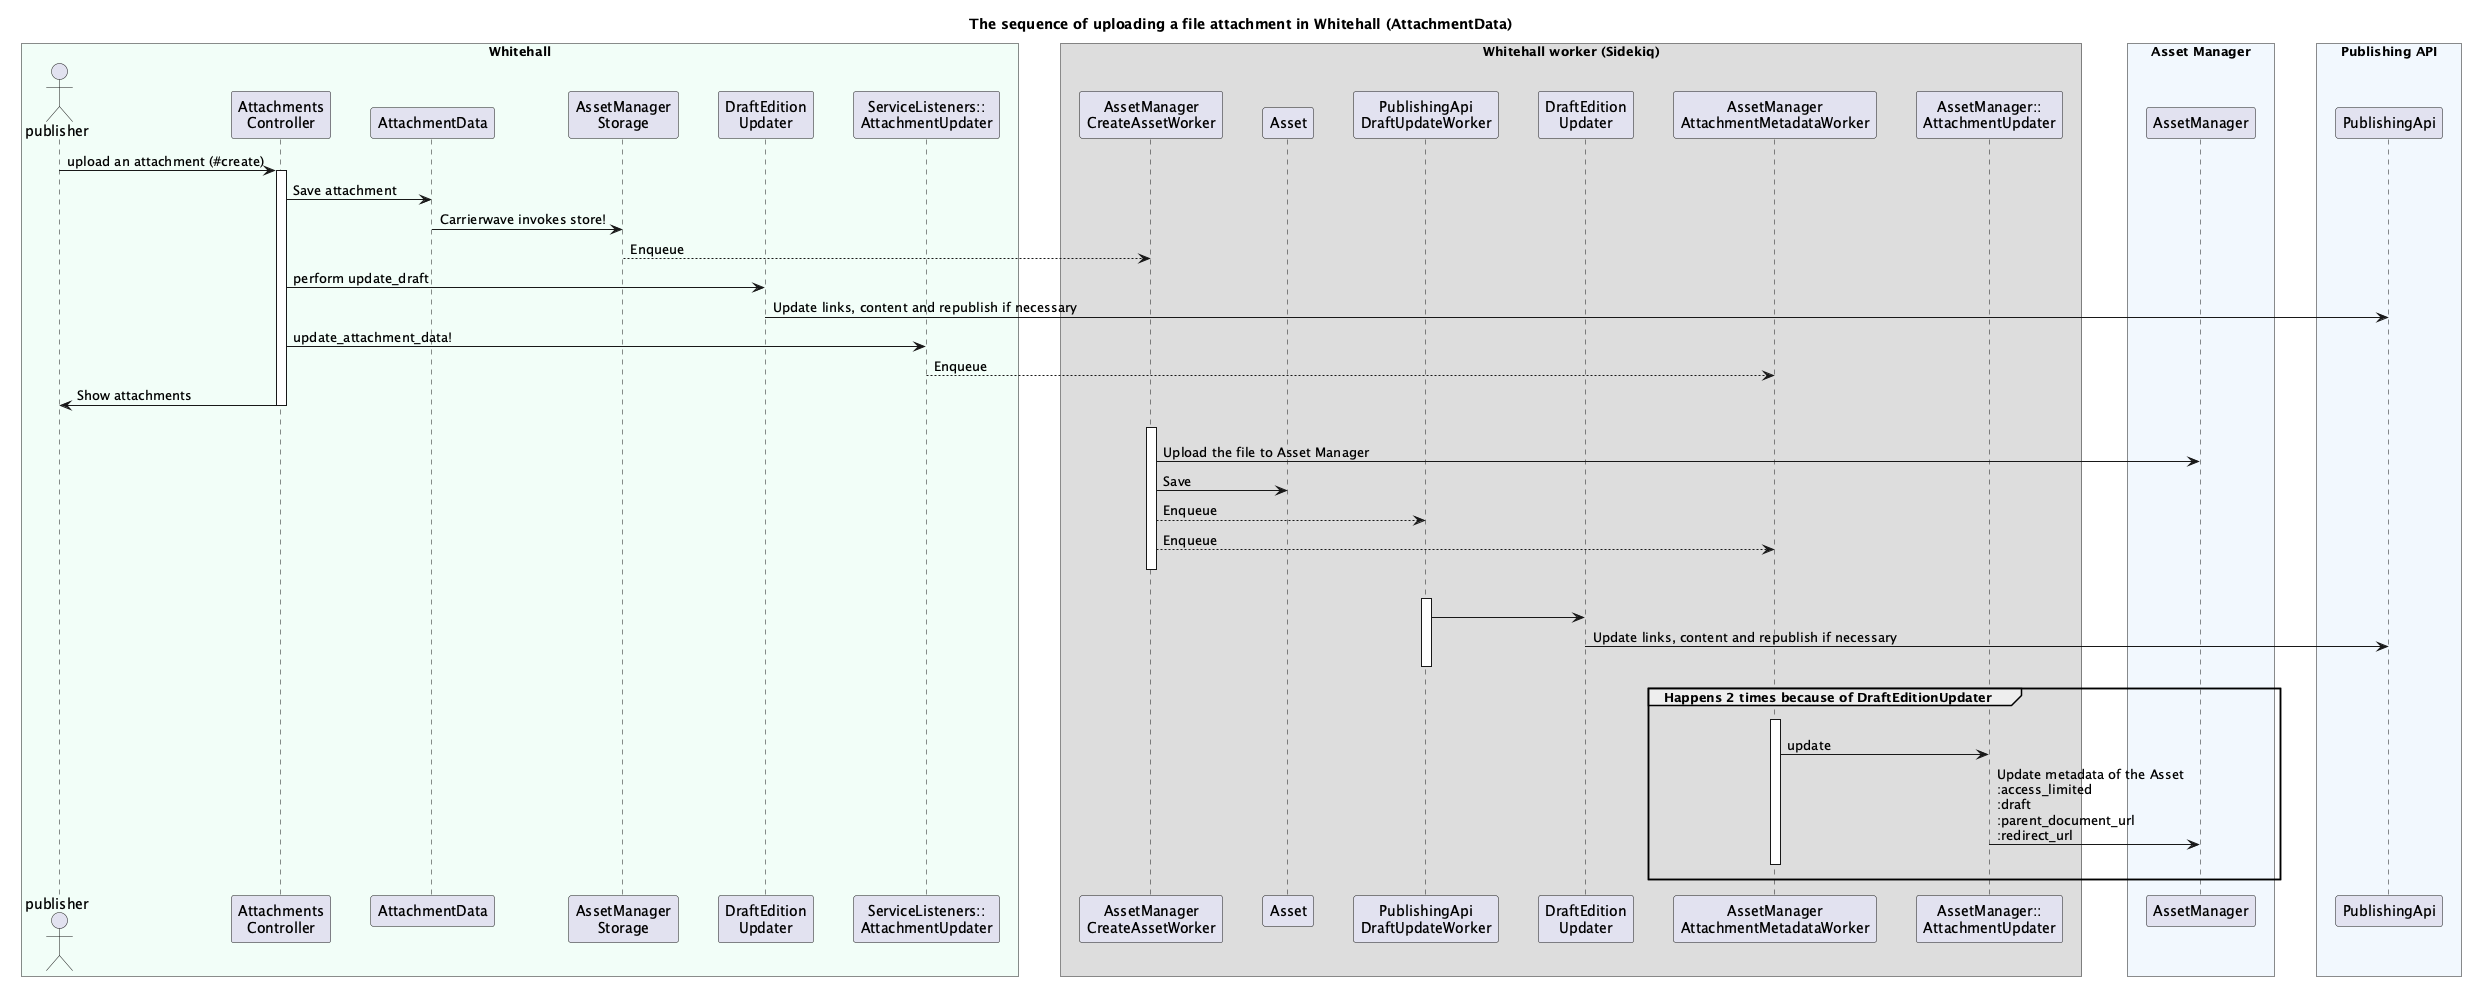 The sequence of uploading a file attachment in Whitehall (AttachmentData)
Whitehall
Whitehall worker (Sidekiq)
Asset Manager
Publishing API
publisher
Attachments
Controller
AttachmentData
AssetManager
Storage
DraftEdition
Updater
ServiceListeners::
AttachmentUpdater
AssetManager
CreateAssetWorker
Asset
PublishingApi
DraftUpdateWorker
DraftEdition
Updater
AssetManager
AttachmentMetadataWorker
AssetManager::
AttachmentUpdater
AssetManager
PublishingApi
upload an attachment (#create)
Save attachment
Carrierwave invokes store!
Enqueue
perform update_draft
Update links, content and republish if necessary
update_attachment_data!
Enqueue
Show attachments
Upload the file to Asset Manager
Save
Enqueue
Enqueue
Update links, content and republish if necessary
Happens 2 times because of DraftEditionUpdater
update
Update metadata of the Asset
:access_limited
:draft
:parent_document_url
:redirect_url
publisher
Attachments
Controller
AttachmentData
AssetManager
Storage
DraftEdition
Updater
ServiceListeners::
AttachmentUpdater
AssetManager
CreateAssetWorker
Asset
PublishingApi
DraftUpdateWorker
DraftEdition
Updater
AssetManager
AttachmentMetadataWorker
AssetManager::
AttachmentUpdater
AssetManager
PublishingApi